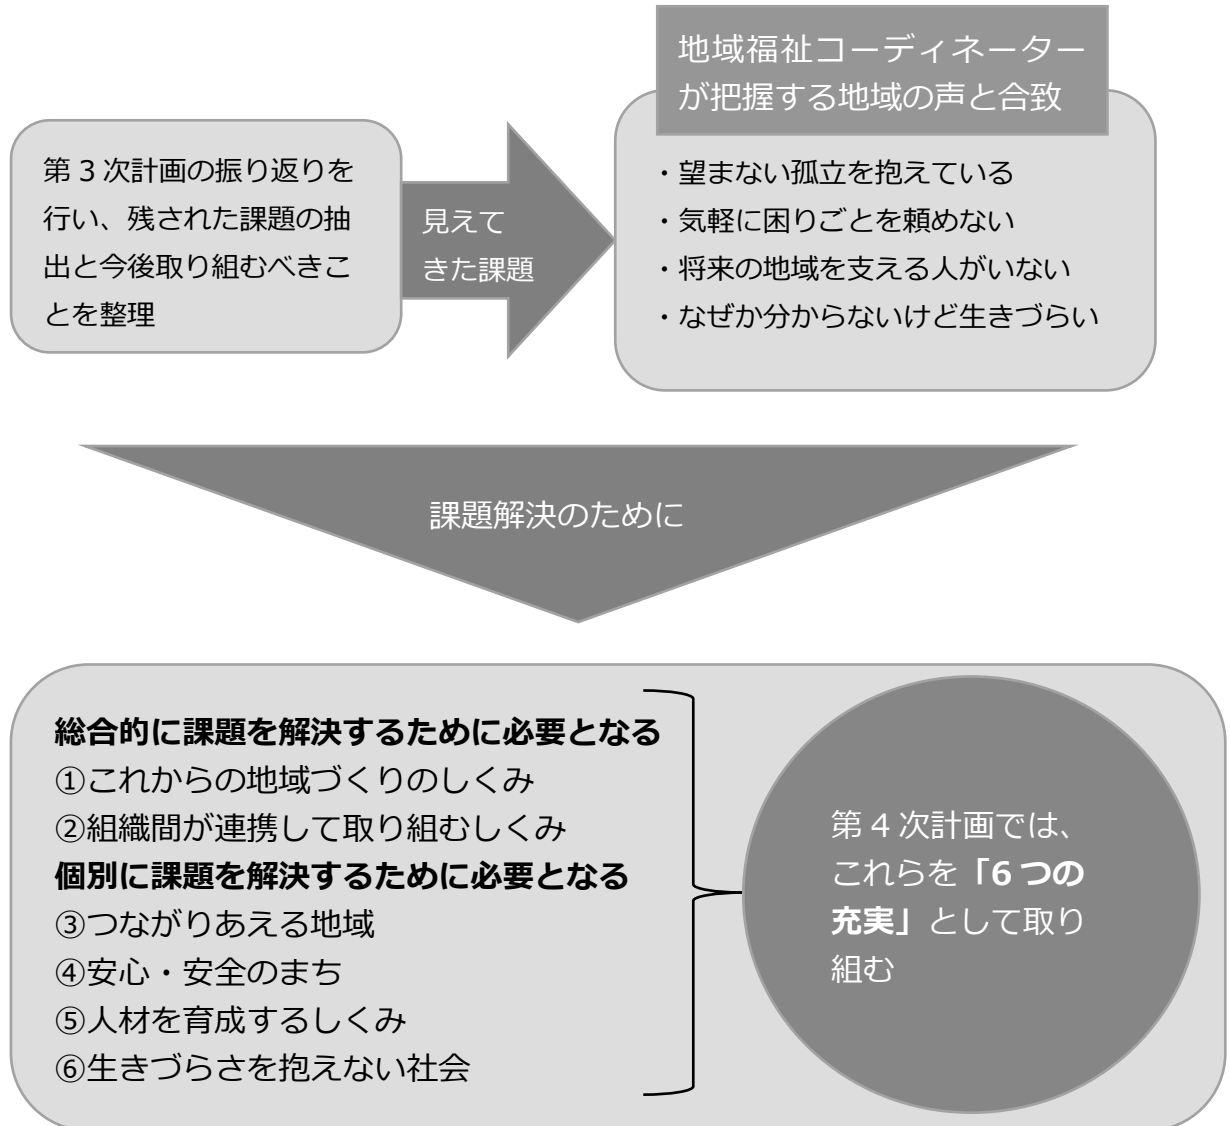 第3次計画の振り返りを
行い、残された課題の抽
出と今後取り組むべきこ
とを整理
見えて
きた課題
地域福祉コーディネーター
が把握する地域の声と合致
・望まない孤立を抱えている
・気軽に困りごとを頼めない
・将来の地域を支える人がいない
・なぜか分からないけど生きづらい
課題解決のために
総合的に課題を解決するために必要となる
①これからの地域づくりのしくみ
②組織間が連携して取り組むしくみ
個別に課題を解決するために必要となる
③つながりあえる地域
④安心・安全のまち
⑤人材を育成するしくみ
⑥生きづらさを抱えない社会
第4次計画では、
これらを「6つの
充実」として取り
組む